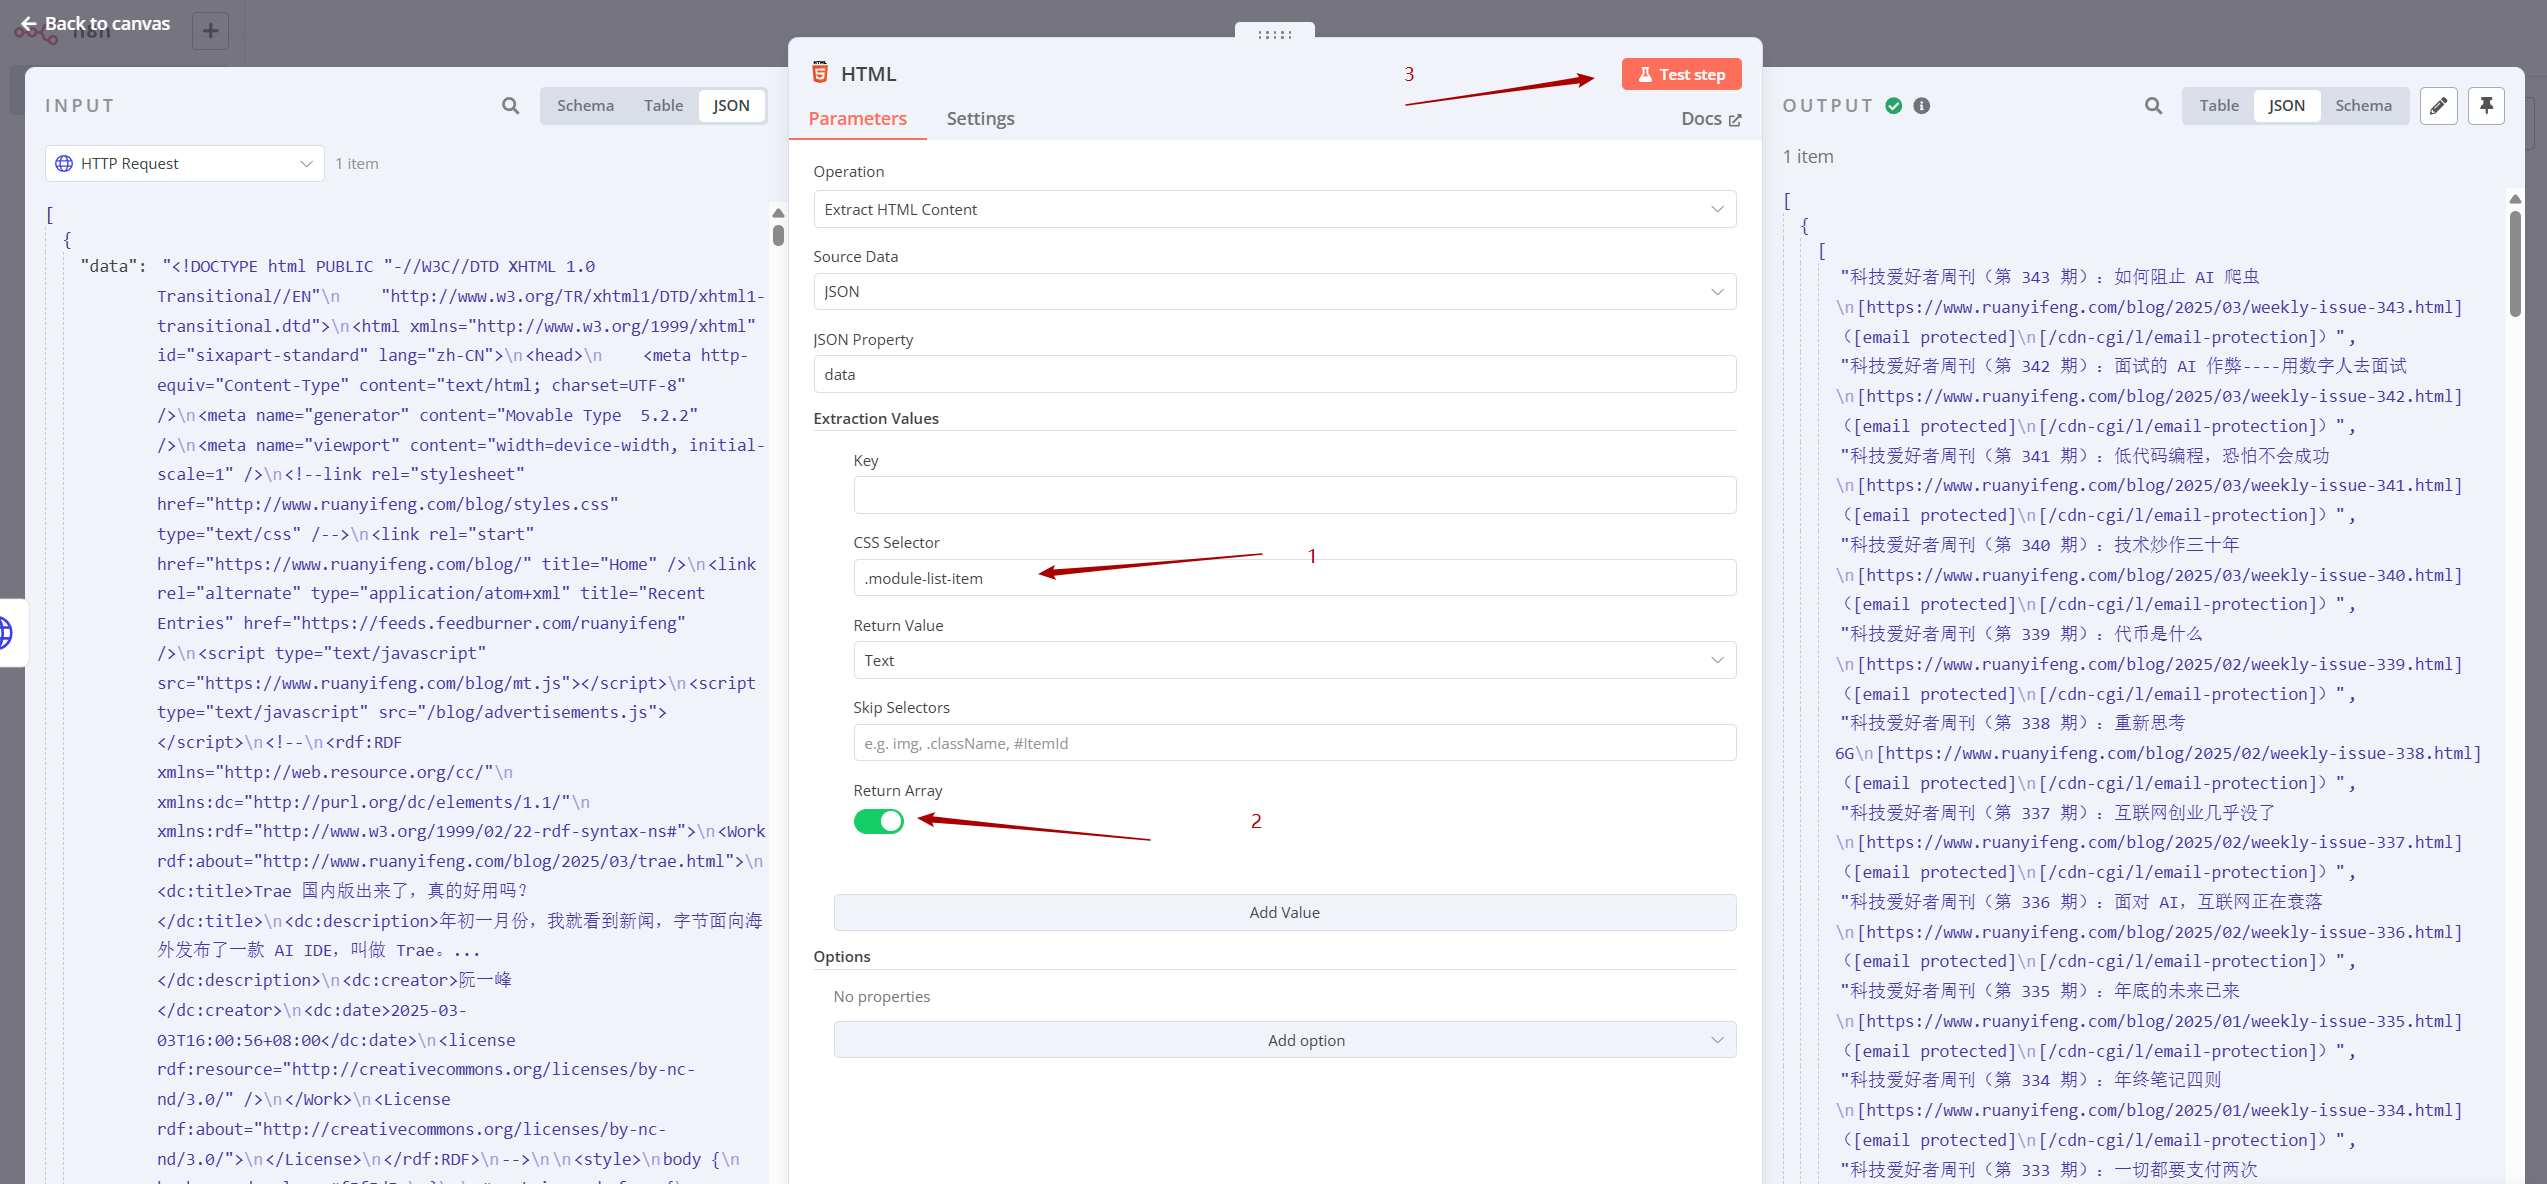 Back to canvas
n8n
INPUT
Schema
Table
JSON
HTTP Request
1 item
[
{
"data": "<!DOCTYPE html PUBLIC "-//W3C//DTD XHTML 1.0
Transitional//EN"\n    "http://www.w3.org/TR/xhtml1/DTD/xhtml1-
transitional.dtd">\n<html xmlns="http://www.w3.org/1999/xhtml"
id="sixapart-standard" lang="zh-CN">\n<head>\n    <meta http-
equiv="Content-Type" content="text/html; charset=UTF-8"
/>\n<meta name="generator" content="Movable Type  5.2.2"
/>\n<meta name="viewport" content="width=device-width, initial-
scale=1" />\n<!--link rel="stylesheet"
href="http://www.ruanyifeng.com/blog/styles.css"
type="text/css" /-->\n<link rel="start"
href="https://www.ruanyifeng.com/blog/" title="Home" />\n<link
rel="alternate" type="application/atom+xml" title="Recent
Entries" href="https://feeds.feedburner.com/ruanyifeng"
/>\n<script type="text/javascript"
src="https://www.ruanyifeng.com/blog/mt.js"></script>\n<script
type="text/javascript" src="/blog/advertisements.js">
</script>\n<!--\n<rdf:RDF
xmlns="http://web.resource.org/cc/"\n
xmlns:dc="http://purl.org/dc/elements/1.1/"\n
xmlns:rdf="http://www.w3.org/1999/02/22-rdf-syntax-ns#">\n<Work
rdf:about="http://www.ruanyifeng.com/blog/2025/03/trae.html">\n
<dc:title>Trae 国内版出来了，真的好用吗？
</dc:title>\n<dc:description>年初一月份，我就看到新闻，字节面向海
外发布了一款 AI IDE，叫做 Trae。...
</dc:description>\n<dc:creator>阮一峰
</dc:creator>\n<dc:date>2025-03-
03T16:00:56+08:00</dc:date>\n<license
rdf:resource="http://creativecommons.org/licenses/by-nc-
nd/3.0/" />\n</Work>\n<License
rdf:about="http://creativecommons.org/licenses/by-nc-
nd/3.0/">\n</License>\n</rdf:RDF>\n-->\n\n<style>\nbody {\n
HTML
3
Test step
Parameters
Settings
Docs
Operation
Extract HTML Content
Source Data
JSON
JSON Property
data
Extraction Values
Key
CSS Selector
.module-list-item
1
Return Value
Text
Skip Selectors
e.g. img, .className, #ItemId
Return Array
2
Add Value
Options
No properties
Add option
OUTPUT
Table
JSON
Schema
1 item
[
{
[
"科技爱好者周刊（第 343 期）：如何阻止 AI 爬虫
\n[https://www.ruanyifeng.com/blog/2025/03/weekly-issue-343.html]
（[email protected]\n[/cdn-cgi/l/email-protection]）",
"科技爱好者周刊（第 342 期）：面试的 AI 作弊----用数字人去面试
\n[https://www.ruanyifeng.com/blog/2025/03/weekly-issue-342.html]
（[email protected]\n[/cdn-cgi/l/email-protection]）",
"科技爱好者周刊（第 341 期）：低代码编程，恐怕不会成功
\n[https://www.ruanyifeng.com/blog/2025/03/weekly-issue-341.html]
（[email protected]\n[/cdn-cgi/l/email-protection]）",
"科技爱好者周刊（第 340 期）：技术炒作三十年
\n[https://www.ruanyifeng.com/blog/2025/03/weekly-issue-340.html]
（[email protected]\n[/cdn-cgi/l/email-protection]）",
"科技爱好者周刊（第 339 期）：代币是什么
\n[https://www.ruanyifeng.com/blog/2025/02/weekly-issue-339.html]
（[email protected]\n[/cdn-cgi/l/email-protection]）",
"科技爱好者周刊（第 338 期）：重新思考
6G\n[https://www.ruanyifeng.com/blog/2025/02/weekly-issue-338.html]
（[email protected]\n[/cdn-cgi/l/email-protection]）",
"科技爱好者周刊（第 337 期）：互联网创业几乎没了
\n[https://www.ruanyifeng.com/blog/2025/02/weekly-issue-337.html]
（[email protected]\n[/cdn-cgi/l/email-protection]）",
"科技爱好者周刊（第 336 期）：面对 AI，互联网正在衰落
\n[https://www.ruanyifeng.com/blog/2025/02/weekly-issue-336.html]
（[email protected]\n[/cdn-cgi/l/email-protection]）",
"科技爱好者周刊（第 335 期）：年底的未来已来
\n[https://www.ruanyifeng.com/blog/2025/01/weekly-issue-335.html]
（[email protected]\n[/cdn-cgi/l/email-protection]）",
"科技爱好者周刊（第 334 期）：年终笔记四则
\n[https://www.ruanyifeng.com/blog/2025/01/weekly-issue-334.html]
（[email protected]\n[/cdn-cgi/l/email-protection]）",
"科技爱好者周刊（第 333 期）：一切都要支付两次